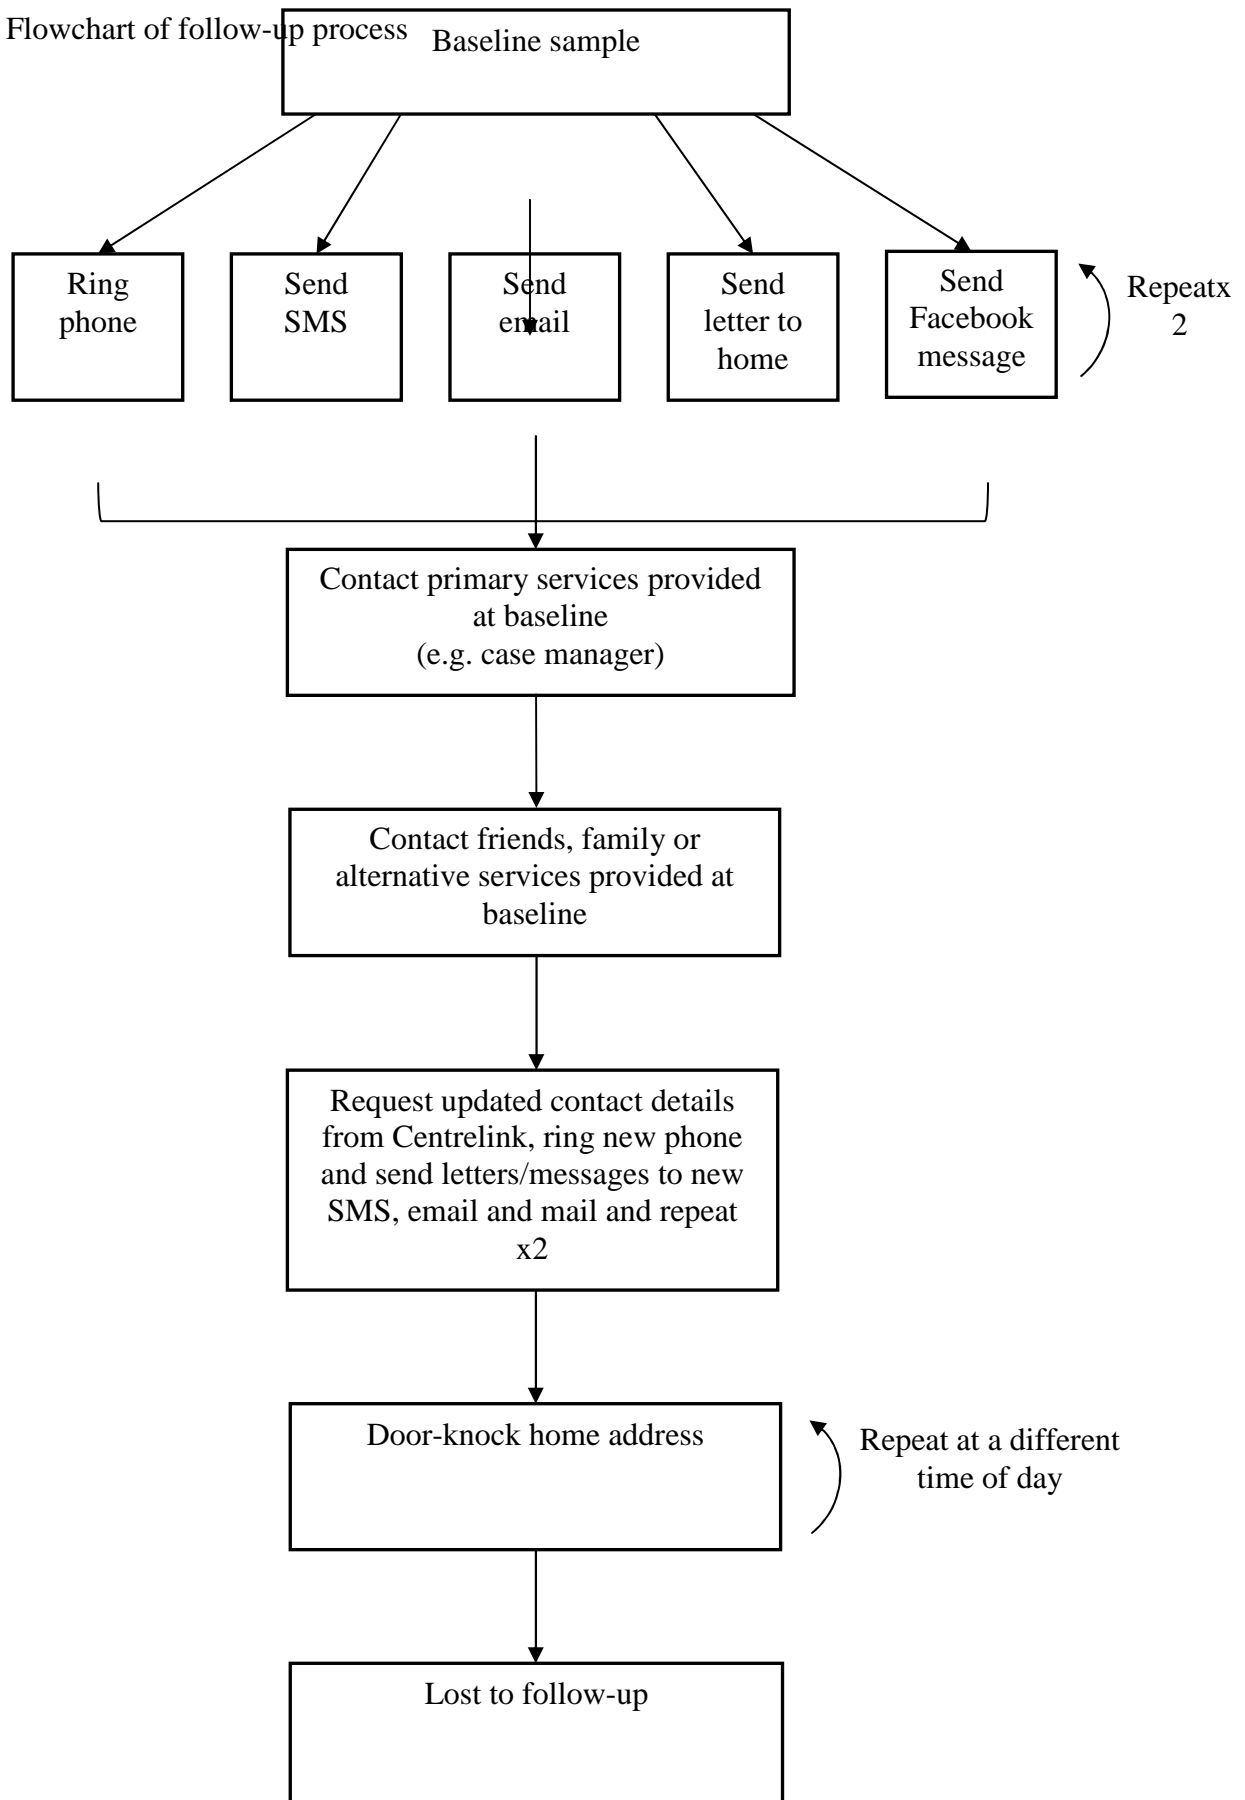 Flowchart of follow-up process
Baseline sample
Ring
phone
Send
SMS
Send
email
Send
letter to
home
Send
Facebook
message
Repeatx
2
Contact primary services provided
at baseline
(e.g. case manager)
Contact friends, family or
alternative services provided at
baseline
Request updated contact details
from Centrelink, ring new phone
and send letters/messages to new
SMS, email and mail and repeat
x2
Door-knock home address
Repeat at a different
time of day
Lost to follow-up